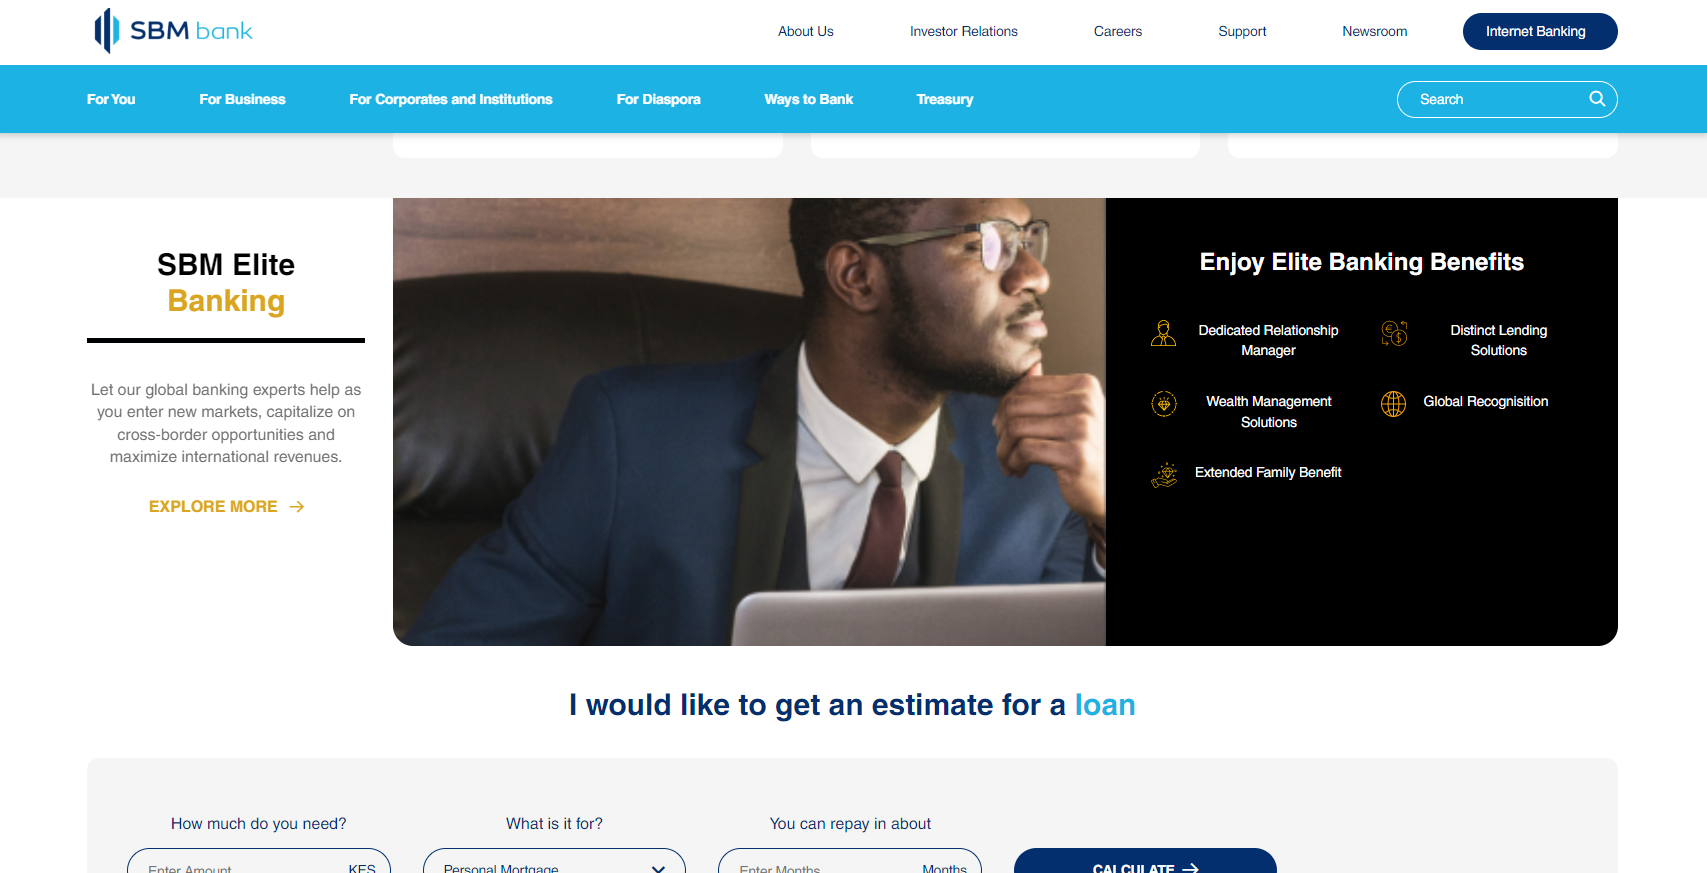 SBM bank
About Us
Investor Relations
Careers
Support
Newsroom
Internet Banking
For You
For Business
For Corporates and Institutions
For Diaspora
Ways to Bank
Treasury
Search
SBM Elite
Banking
Let our global banking experts help as
you enter new markets, capitalize on
cross-border opportunities and
maximize international revenues.
EXPLORE MORE
Enjoy Elite Banking Benefits
Dedicated Relationship
Manager
Distinct Lending
Solutions
Wealth Management
Solutions
Global Recognisition
Extended Family Benefit
I would like to get an estimate for a loan
How much do you need?
What is it for?
You can repay in about
Enter Amount
KES
Personal Mortgage
Enter Months
Months
CALCULATE